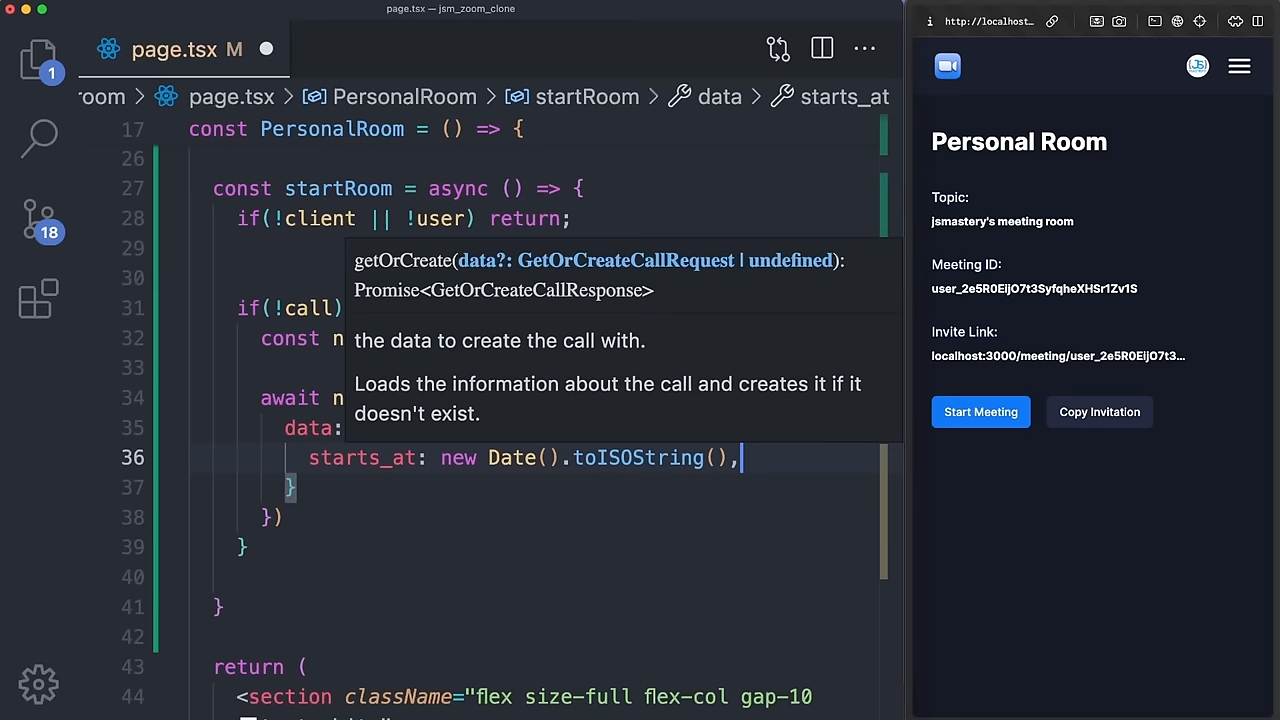 page.tsx — jsm_zoom_clone
page.tsx M
1
18
room > page.tsx > PersonalRoom > startRoom > data > starts_at
17 const PersonalRoom = () => {
26
27 const startRoom = async () => {
28 if(!client || !user) return;
29
30
31 if(!call)
32 const n
33
34 await n
35 data:
36 starts_at: new Date().toISOString(),
37 }
38 })
39 }
40
41 }
42
43 return (
44 <section className="flex size-full flex-col gap-10
getOrCreate(data?: GetOrCreateCallRequest | undefined):
Promise<GetOrCreateCallResponse>
the data to create the call with.
Loads the information about the call and creates it if it
doesn't exist.
http://localhost...
Personal Room
Topic:
jsmastery's meeting room
Meeting ID:
user_2e5R0EljO7t3SyfqheXHSr1Zv1S
Invite Link:
localhost:3000/meeting/user_2e5R0EljO7t3...
Start Meeting
Copy Invitation